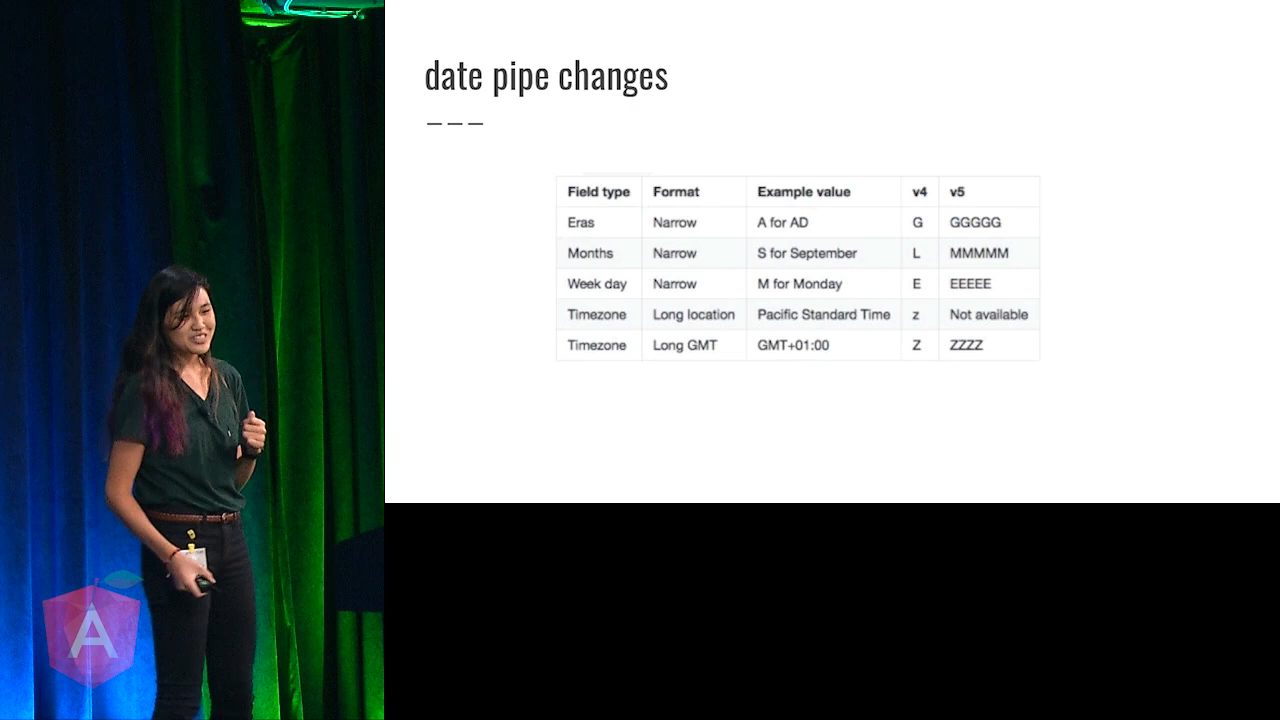 date pipe changes
Field type Format Example value v4 v5
Eras Narrow A for AD G GGGGG
Months Narrow S for September L MMMMM
Week day Narrow M for Monday E EEEEE
Timezone Long location Pacific Standard Time z Not available
Timezone Long GMT GMT+01:00 Z ZZZZ
A